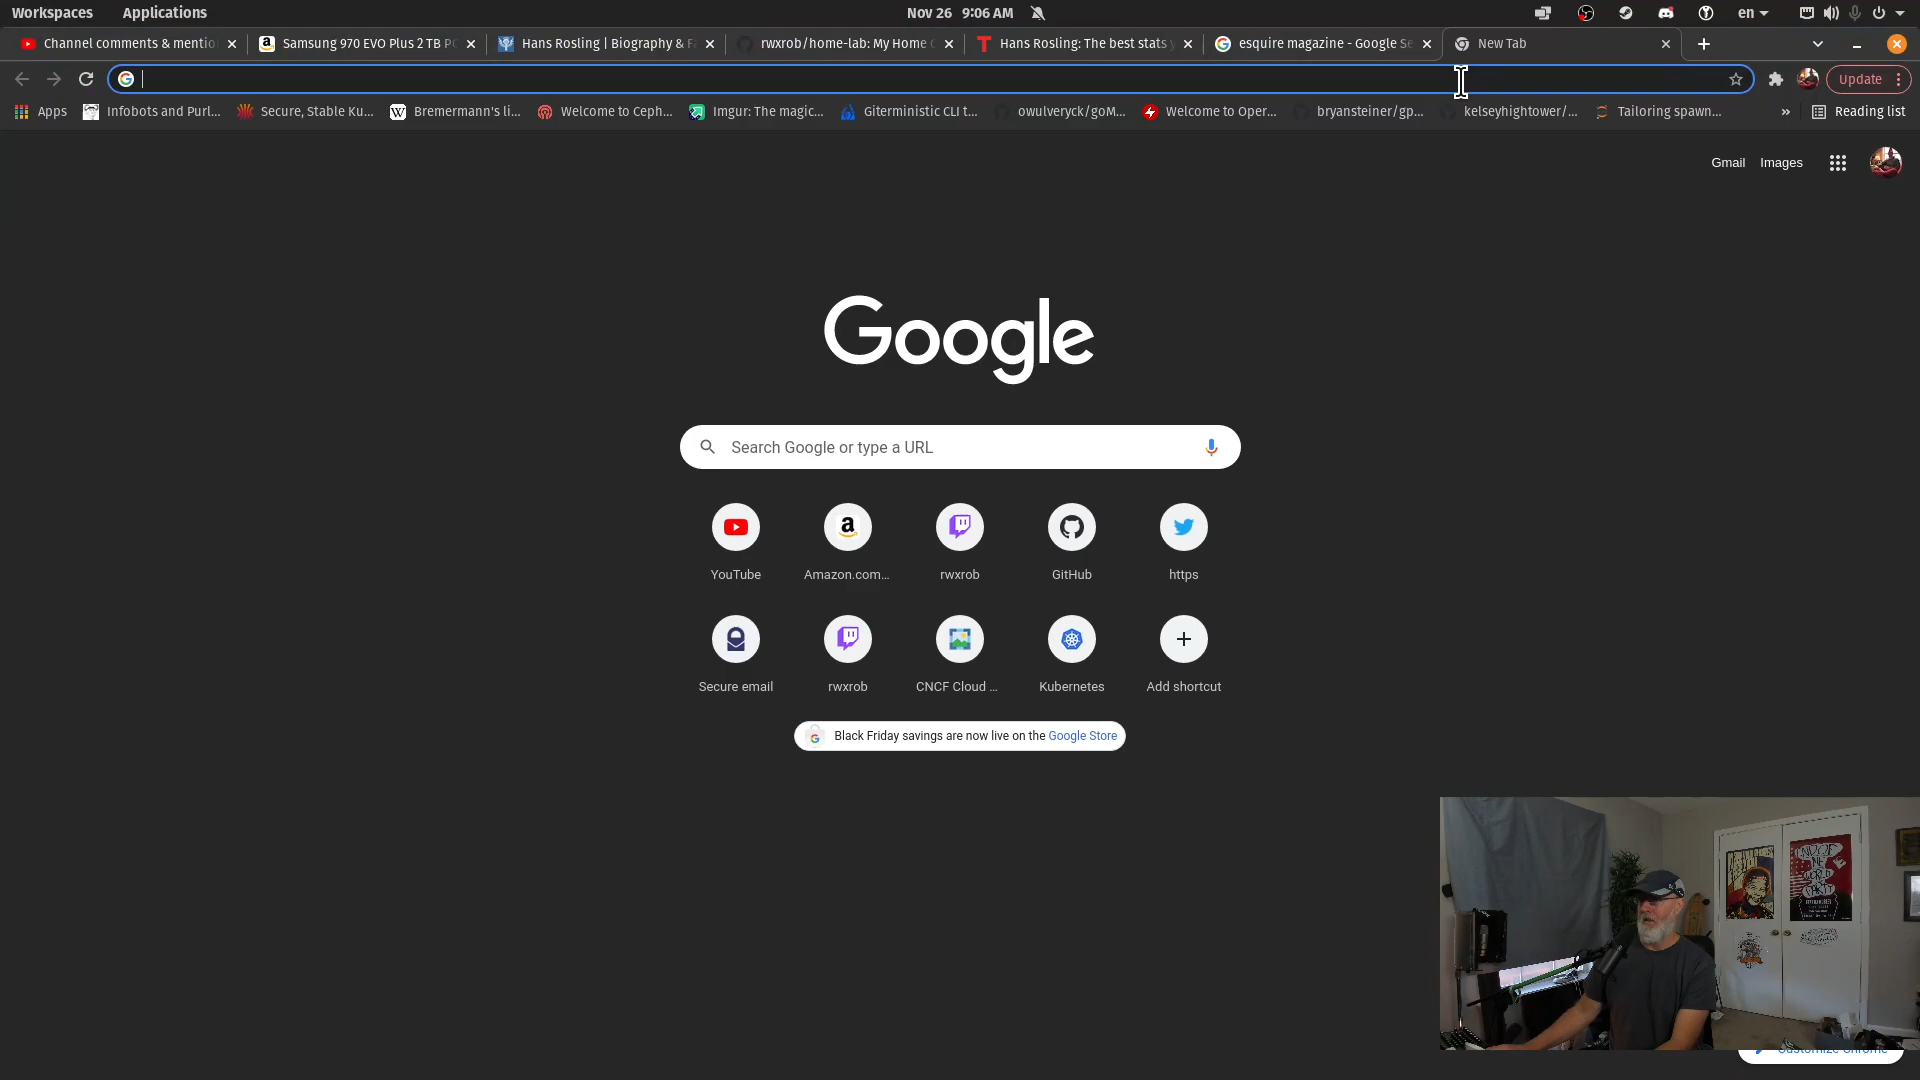 Workspaces Applications Nov 26 9:06 AM en
Channel comments & mentio Samsung 970 EVO Plus 2 TB PC Hans Rosling | Biography & F rwxrob/home-lab: My Home Hans Rosling: The best stats y esquire magazine - Google Se New Tab
Update
Apps Infobots and Purl... Secure, Stable Ku... Bremermann's li... Welcome to Ceph... Imgur: The magic... Giterministic CLI t... owulveryck/goM... Welcome to Oper... bryansteiner/gp... kelseyhightower/... Tailoring spawn... » Reading list
Gmail Images
Google
Search Google or type a URL
YouTube Amazon.com... rwxrob GitHub https
Secure email rwxrob CNCF Cloud ... Kubernetes Add shortcut
Black Friday savings are now live on the Google Store
Customize Chrome